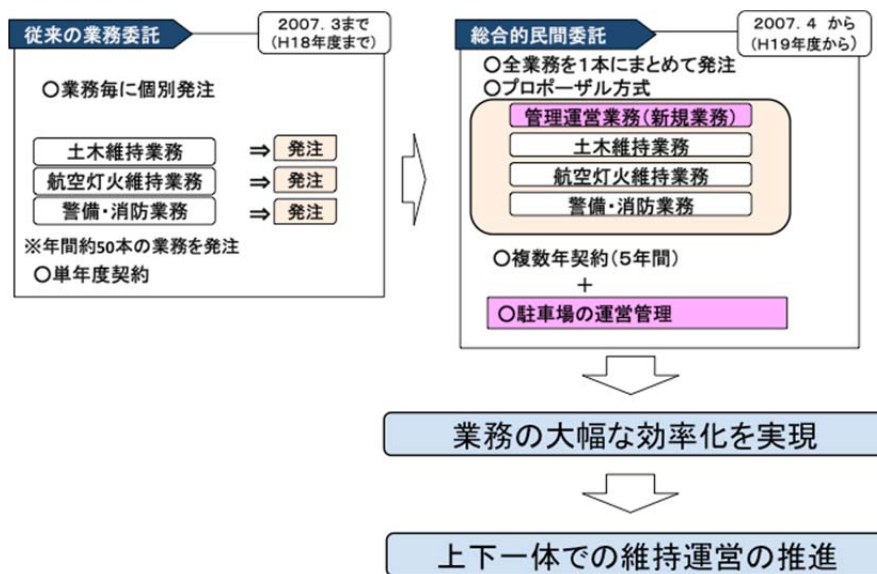 従来の業務委託
2007.3まで
(H18年度まで)
〇業務毎に個別発注
土木維持業務 ⇒ 発注
航空灯火維持業務 ⇒ 発注
警備・消防業務 ⇒ 発注
※年間約50本の業務を発注
〇単年度契約
総合的民間委託
2007.4 から
(H19年度から)
〇全業務を1本にまとめて発注
〇プロポーザル方式
管理運営業務(新規業務)
土木維持業務
航空灯火維持業務
警備・消防業務
〇複数年契約(5年間)
+
〇駐車場の運営管理
業務の大幅な効率化を実現
上下一体での維持運営の推進